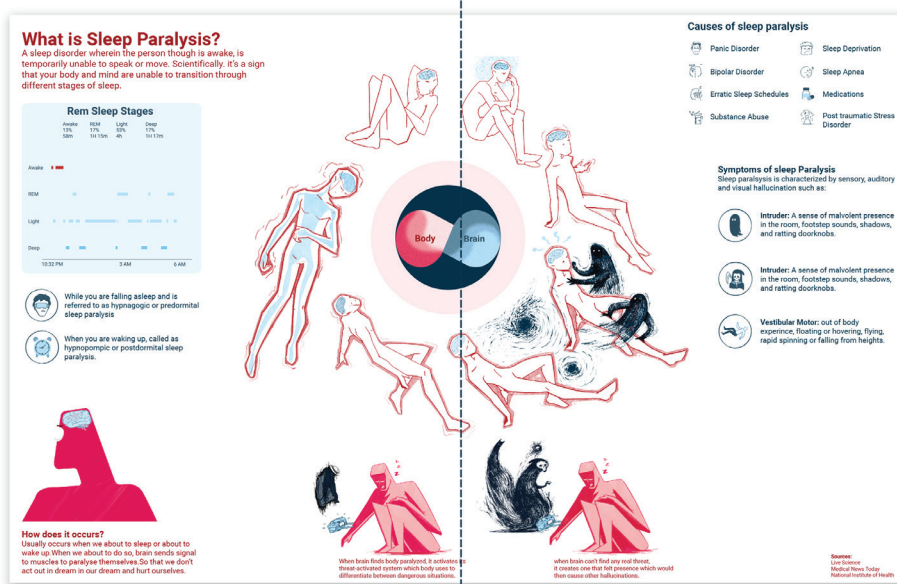 What is Sleep Paralysis?
A sleep disorder wherein the person though is awake, is
temporarily unable to speak or move. Scientifically. it's a sign
that your body and mind are unable to transition through
different stages of sleep.
Rem Sleep Stages
Awake REM Light Deep
13% 17% 53% 17%
58m 1H 15m 4h 1H 17m
Awake
REM
Light
Deep
10:32 PM 3 AM 6 AM
While you are falling asleep and is
referred to as hypnagogic or predormital
sleep paralysis
When you are waking up, called as
hypnopompic or postdormital sleep
paralysis.
How does it occurs?
Usually occurs when we about to sleep or about to
wake up.When we about to do so, brain sends signal
to muscles to paralyse themselves.So that we don't
act out in dream in our dream and hurt ourselves.
Body Brain
z
z
z
When brain finds body paralyzed, it activates its
threat-activated system which body uses to
differentiate between dangerous situations.
z
z
z
when brain can't find any real threat,
it creates one that felt presence which would
then cause other hallucinations.
Causes of sleep paralysis
Panic Disorder
Sleep Deprivation
Bipolar Disorder
Sleep Apnea
Erratic Sleep Schedules
Medications
Substance Abuse
Post traumatic Stress
Disorder
Symptoms of sleep Paralysis
Sleep paralsysis is characterized by sensory, auditory
and visual hallucination such as:
Intruder: A sense of malvolent presence
in the room, footstep sounds, shadows,
and ratting doorknobs.
Intruder: A sense of malvolent presence
in the room, footstep sounds, shadows,
and ratting doorknobs.
Vestibular Motor: out of body
experince, floating or hovering, flying,
rapid spinning or falling from heights.
Sources:
Live Science
Medical News Today
National Institute of Health